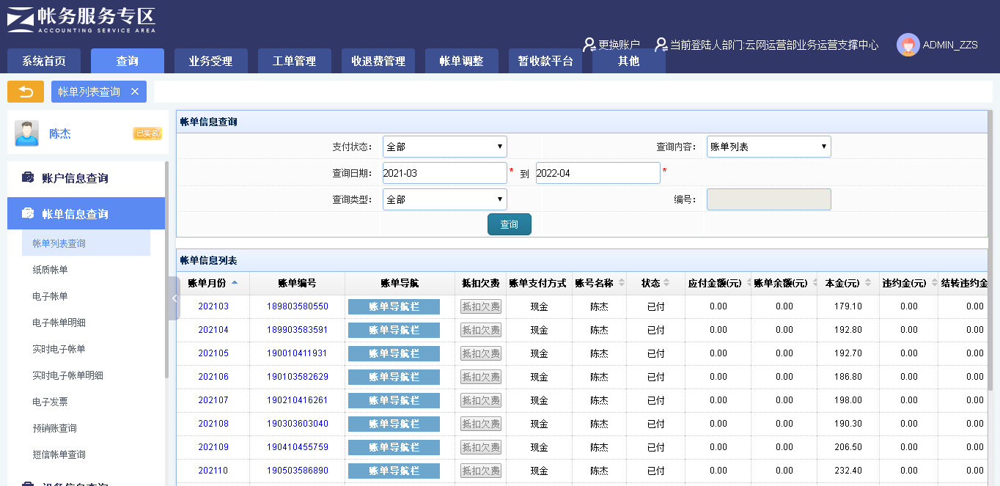 帐务服务专区
ACCOUNTING SERVICE AREA
更换账户 当前登陆人部门:云网运营部业务运营支撑中心 ADMIN_ZZS
系统首页 查询 业务受理 工单管理 收退费管理 帐单调整 暂收款平台 其他
帐单列表查询 ×
陈杰 已实名
账户信息查询
帐单信息查询
帐单列表查询
纸质帐单
电子帐单
电子帐单明细
实时电子帐单
实时电子帐单明细
电子发票
预销账查询
短信帐单查询
帐单信息查询
支付状态: 全部 查询内容: 账单列表
查询日期: 2021-03 * 到 2022-04 *
查询类型: 全部 编号:
查询
帐单信息列表
账单月份 账单编号 账单导航 抵扣欠费 账单支付方式 账号名称 状态 应付金额(元) 账单余额(元) 本金(元) 违约金(元) 结转违约金
202103 189803580550 账单导航栏 抵扣欠费 现金 陈杰 已付 0.00 0.00 179.10 0.00 0.00
202104 189903583591 账单导航栏 抵扣欠费 现金 陈杰 已付 0.00 0.00 192.80 0.00 0.00
202105 190010411931 账单导航栏 抵扣欠费 现金 陈杰 已付 0.00 0.00 192.70 0.00 0.00
202106 190103582629 账单导航栏 抵扣欠费 现金 陈杰 已付 0.00 0.00 186.80 0.00 0.00
202107 190210416261 账单导航栏 抵扣欠费 现金 陈杰 已付 0.00 0.00 198.00 0.00 0.00
202108 190303603040 账单导航栏 抵扣欠费 现金 陈杰 已付 0.00 0.00 190.30 0.00 0.00
202109 190410455759 账单导航栏 抵扣欠费 现金 陈杰 已付 0.00 0.00 206.50 0.00 0.00
202110 190503586890 账单导航栏 抵扣欠费 现金 陈杰 已付 0.00 0.00 232.40 0.00 0.00